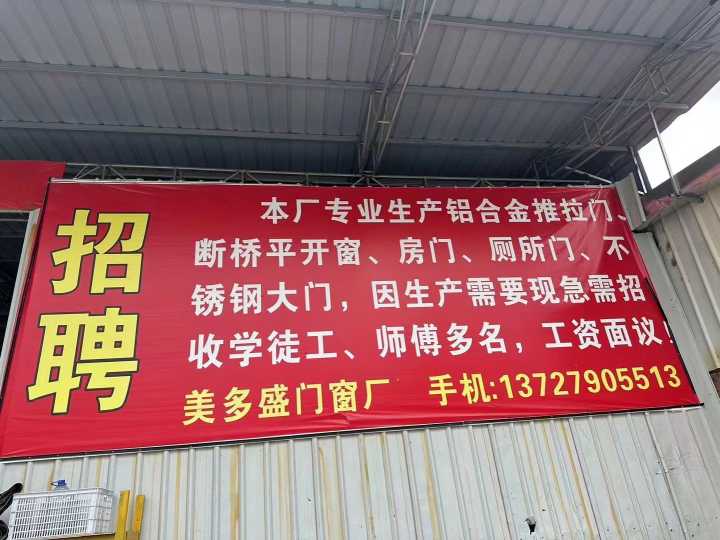 招聘
本厂专业生产铝合金推拉门、
断桥平开窗、房门、厕所门、不
锈钢大门，因生产需要现急需招
收学徒工、师傅多名，工资面议！
美多盛门窗厂 手机:13727905513